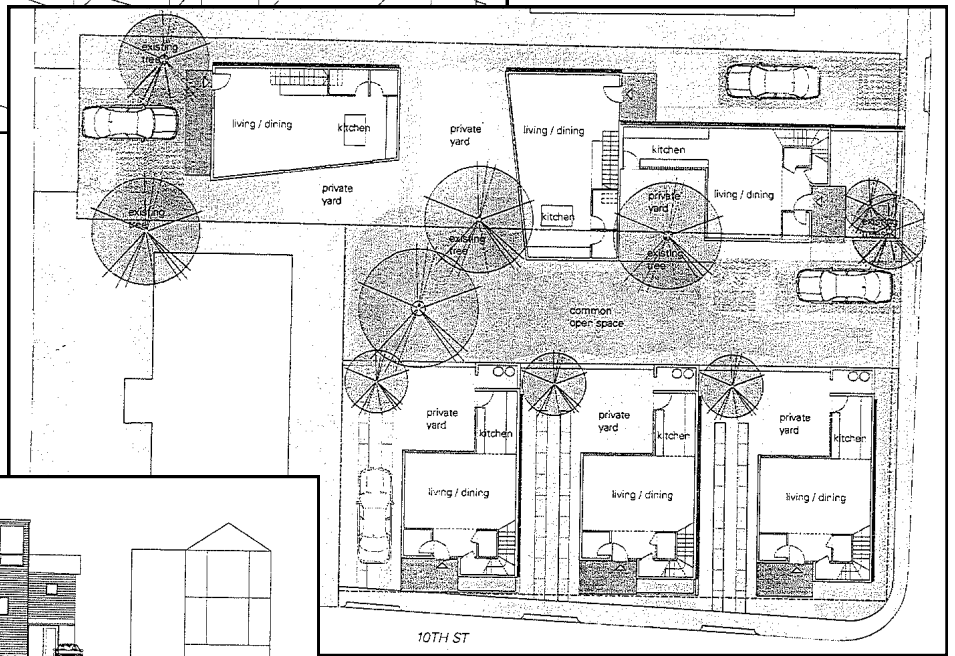 existing
tree
living / dining
kitchen
private
yard
living / dining
kitchen
living / dining
private
yard
private
yard
existing
tree
kitchen
existing
tree
existing
tree
common
open space
private
yard
kitchen
private
yard
kitchen
private
yard
kitchen
living / dining
living / dining
living / dining
10TH ST